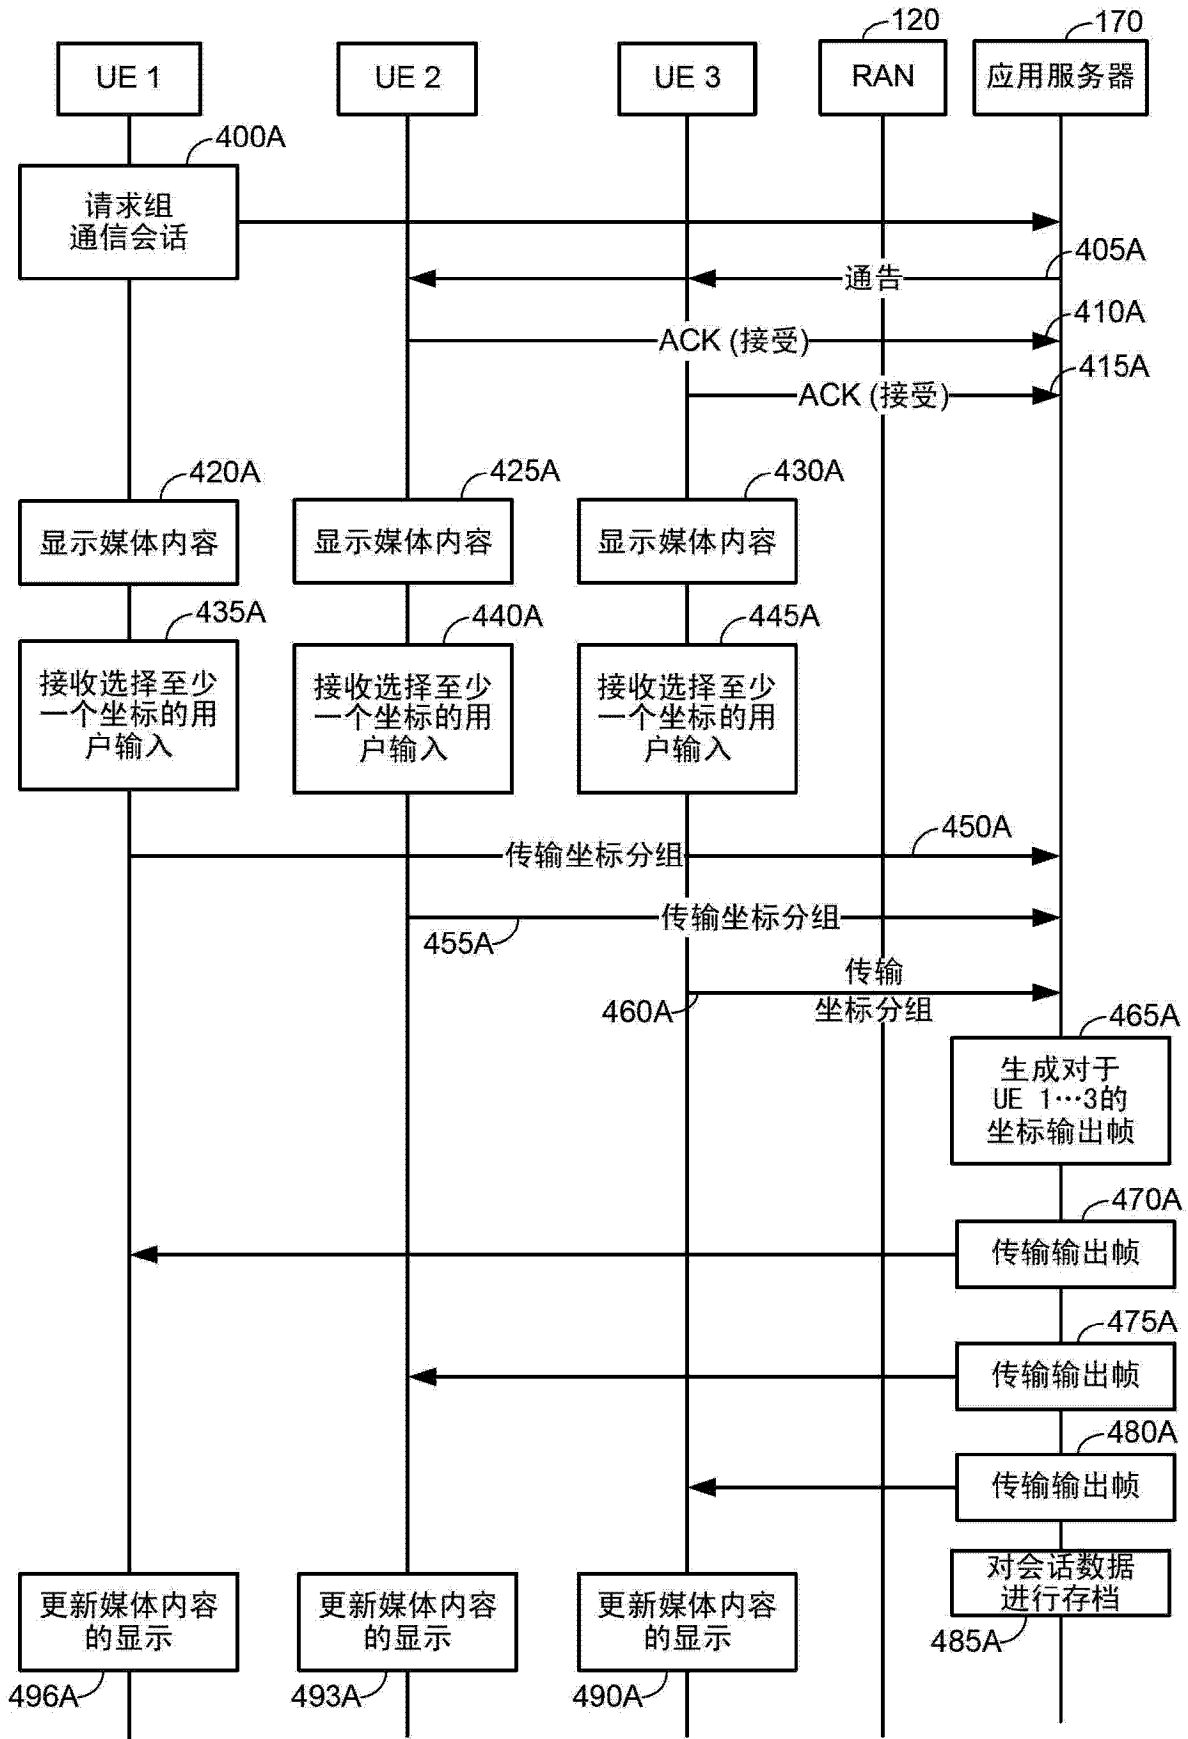 120
170
UE 1
UE 2
UE 3
RAN
应用服务器
400A
请求组
通信会话
405A
通告
410A
ACK (接受)
415A
ACK (接受)
420A
425A
430A
显示媒体内容
显示媒体内容
显示媒体内容
435A
440A
445A
接收选择至少
一个坐标的用
户输入
接收选择至少
一个坐标的用
户输入
接收选择至少
一个坐标的用
户输入
450A
传输坐标分组
传输坐标分组
455A
传输
坐标分组
460A
465A
生成对于
UE 1…3的
坐标输出帧
470A
传输输出帧
475A
传输输出帧
480A
传输输出帧
对会话数据
进行存档
485A
更新媒体内容
的显示
更新媒体内容
的显示
更新媒体内容
的显示
496A
493A
490A